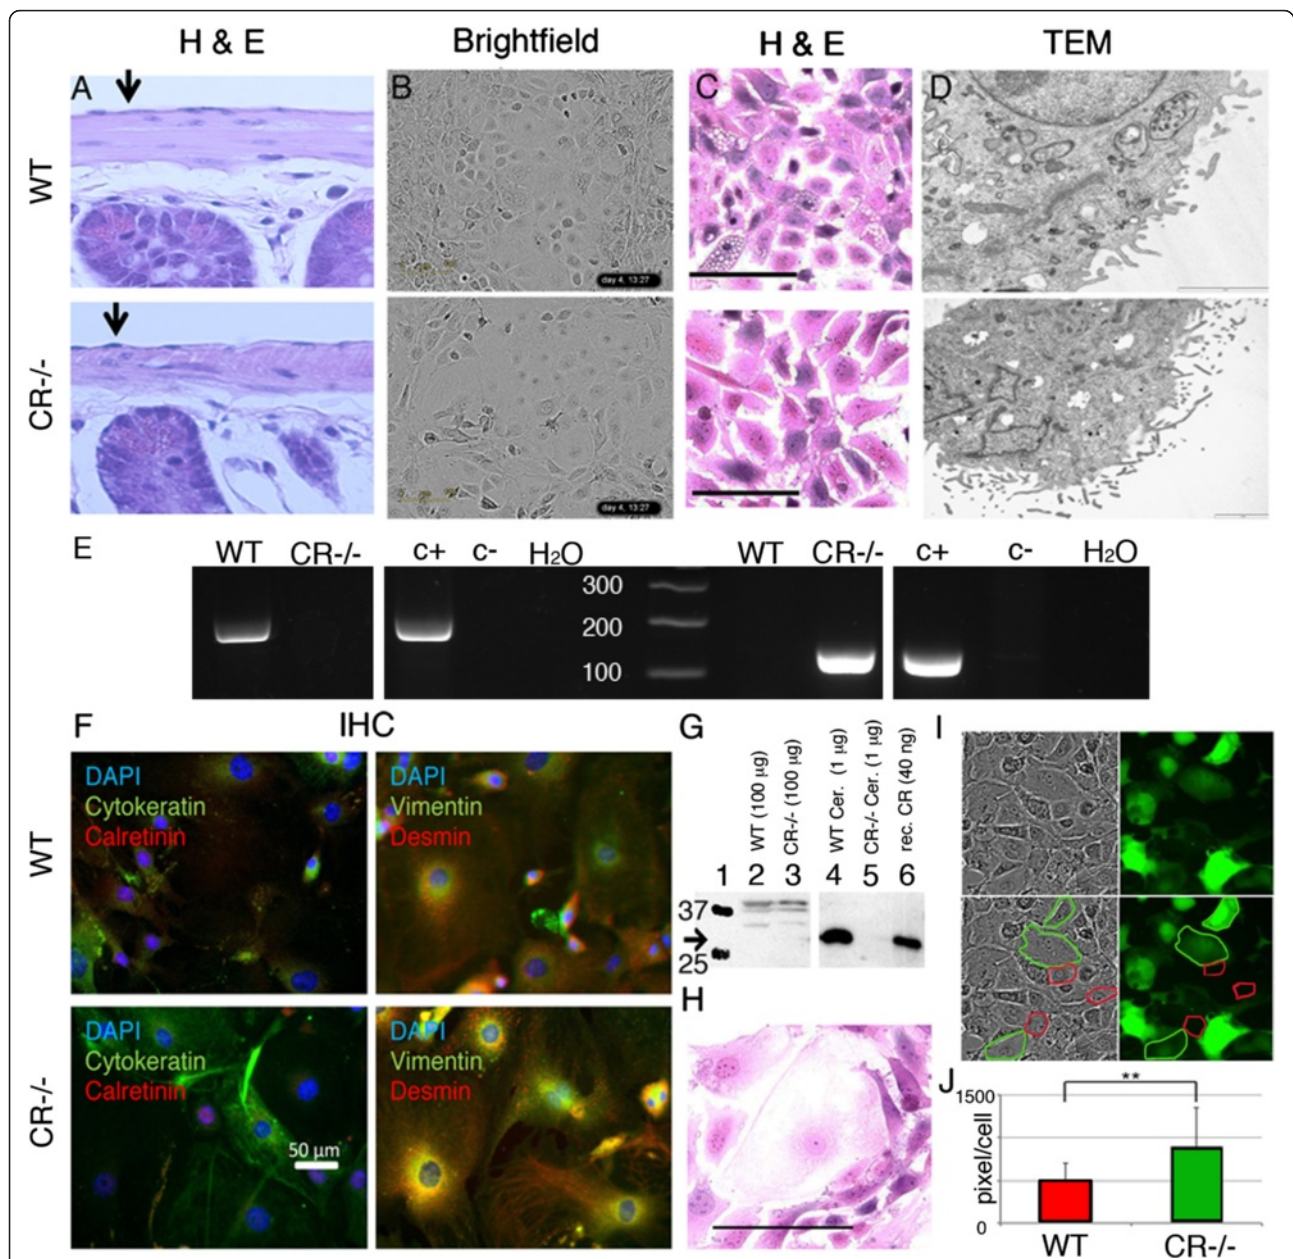 H & E
Brightfield
H & E
TEM
WT
A
B
day 4, 13:27
C
D
CR-/-
day 4, 13:27
E
WT
CR-/-
c+
c-
H₂O
WT
CR-/-
c+
c-
H₂O
300
200
100
F
IHC
WT
DAPI
Cytokeratin
Calretinin
DAPI
Vimentin
Desmin
CR-/-
DAPI
Cytokeratin
Calretinin
50 µm
DAPI
Vimentin
Desmin
G
WT (100 µg)
CR-/- (100 µg)
WT Cer. (1 µg)
CR-/- Cer. (1 µg)
rec. CR (40 ng)
1 2 3 4 5 6
37
25
H
I
J
**
1500
pixel/cell
0
WT
CR-/-